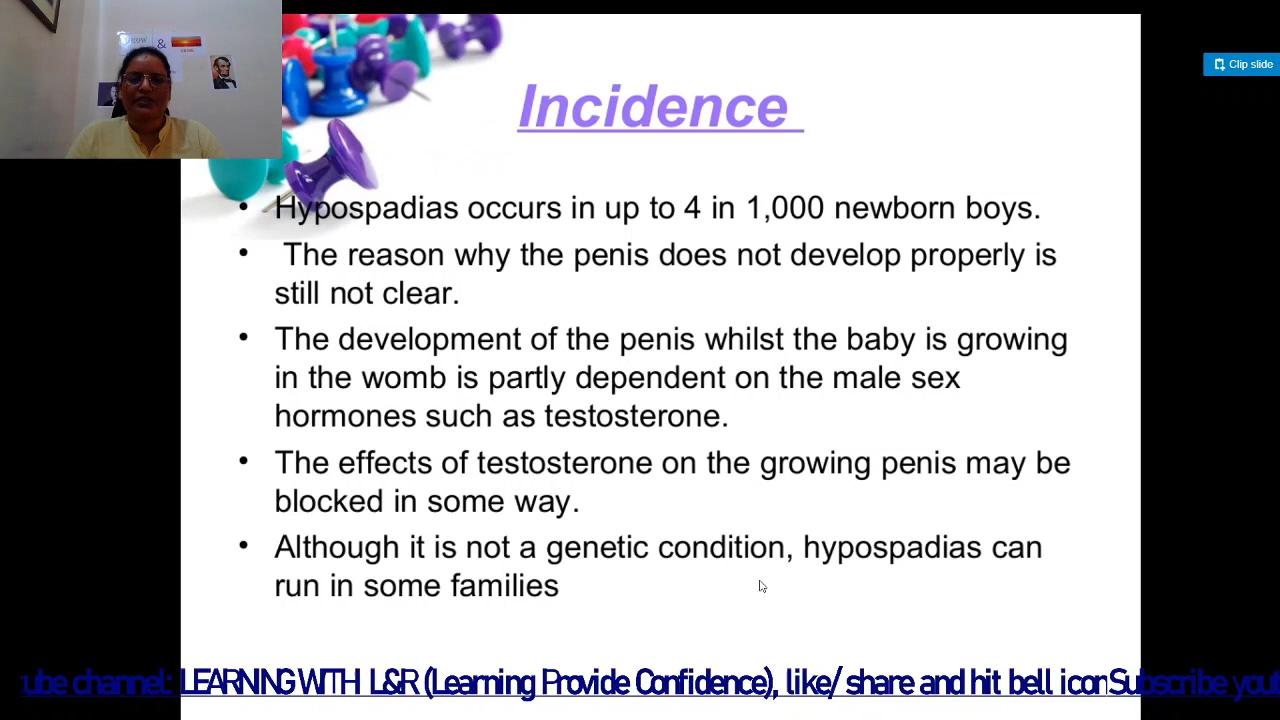 Clip slide
Incidence
• Hypospadias occurs in up to 4 in 1,000 newborn boys.
• The reason why the penis does not develop properly is
still not clear.
• The development of the penis whilst the baby is growing
in the womb is partly dependent on the male sex
hormones such as testosterone.
• The effects of testosterone on the growing penis may be
blocked in some way.
• Although it is not a genetic condition, hypospadias can
run in some families
ube channel: LEARNING WITH L&R (Learning Provide Confidence), like/ share and hit bell icon Subscribe yout